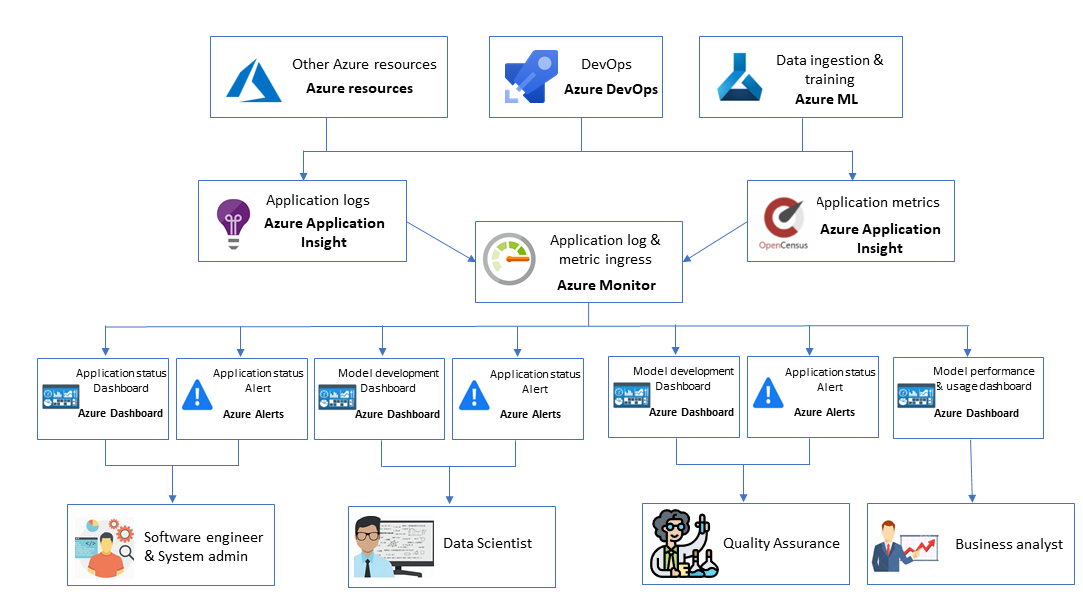 Other Azure resources
Azure resources
DevOps
Azure DevOps
Data ingestion &
training
Azure ML
Application logs
Azure Application
Insight
OpenCensus
Application metrics
Azure Application
Insight
Application log &
metric ingress
Azure Monitor
Application status
Dashboard
Azure Dashboard
Application status
Alert
Azure Alerts
Model development
Dashboard
Azure Dashboard
Application status
Alert
Azure Alerts
Model development
Dashboard
Azure Dashboard
Application status
Alert
Azure Alerts
Model performance
& usage dashboard
Azure Dashboard
Software engineer
& System admin
Data Scientist
Quality Assurance
Business analyst